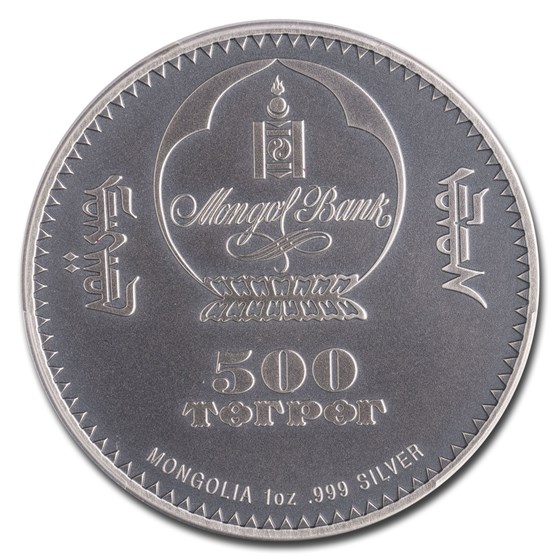 Mongol Bank
500
ТӨГРӨГ
MONGOLIA 1oz .999 SILVER